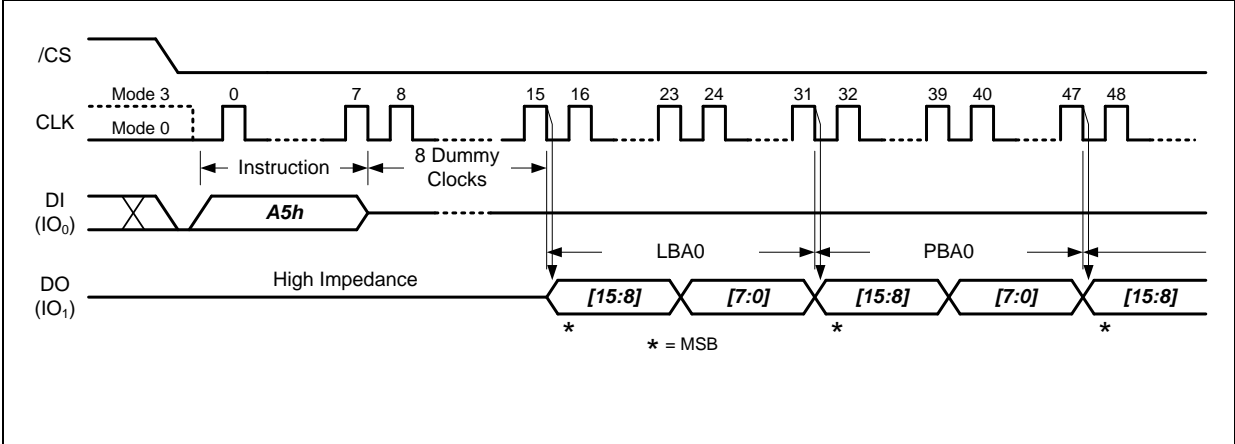 /CS
Mode 3
CLK
Mode 0
0 7 8 15 16 23 24 31 32 39 40 47 48
Instruction
8 Dummy
Clocks
DI
(IO₀)
A5h
LBA0 PBA0
DO
(IO₁)
High Impedance
[15:8] [7:0] [15:8] [7:0] [15:8]
* * *
* = MSB